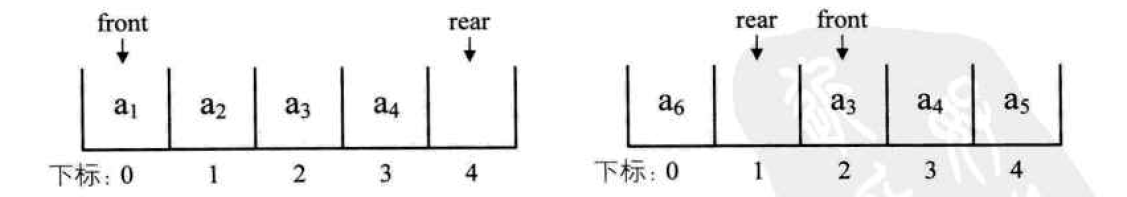 front rear rear front
a1 a2 a3 a4 a6 a3 a4 a5
下标: 0 1 2 3 4 下标: 0 1 2 3 4